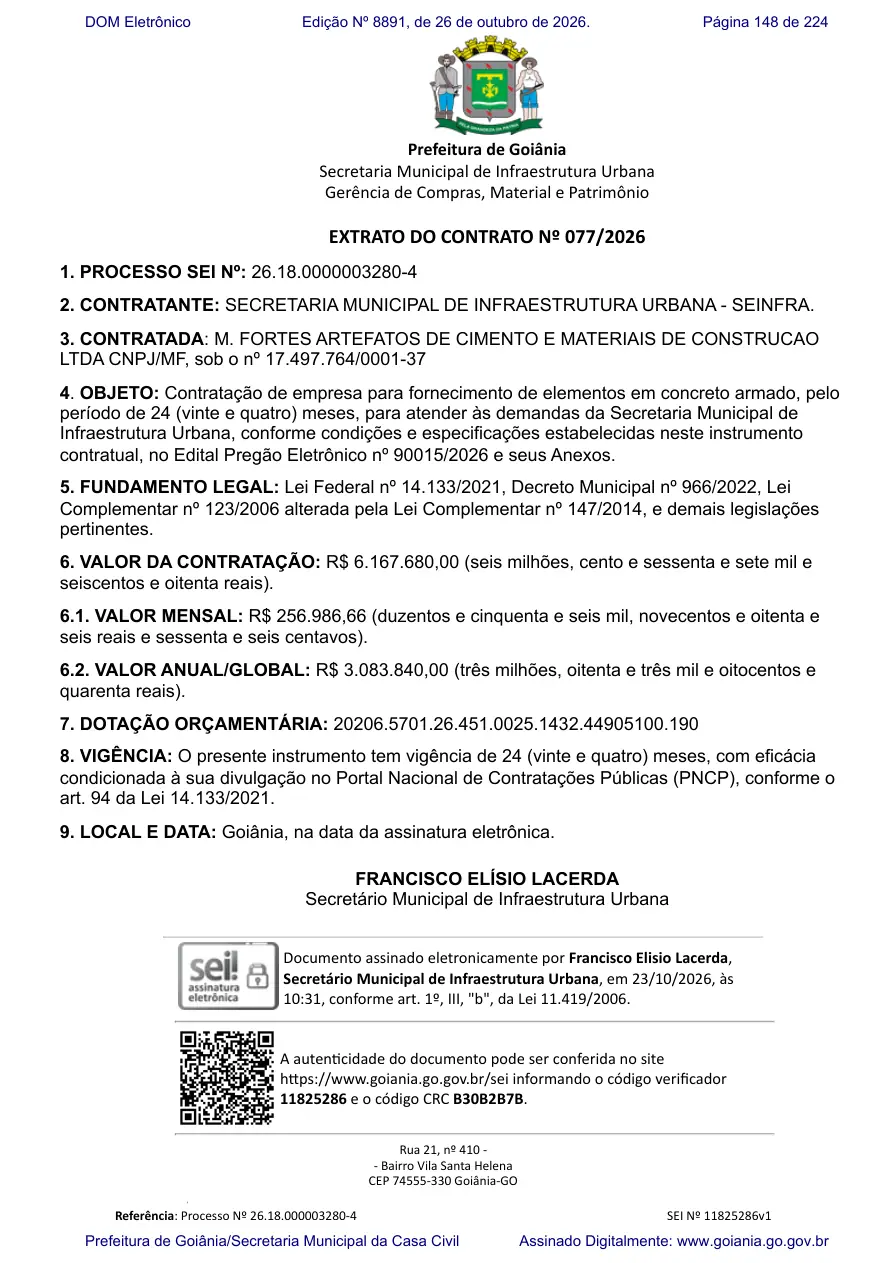 DOM Eletrônico Edição Nº 8891, de 26 de outubro de 2026. Página 148 de 224
PELA GRANDEZA DA PÁTRIA
Prefeitura de Goiânia
Secretaria Municipal de Infraestrutura Urbana
Gerência de Compras, Material e Patrimônio
EXTRATO DO CONTRATO Nº 077/2026
1. PROCESSO SEI Nº: 26.18.0000003280-4
2. CONTRATANTE: SECRETARIA MUNICIPAL DE INFRAESTRUTURA URBANA - SEINFRA.
3. CONTRATADA: M. FORTES ARTEFATOS DE CIMENTO E MATERIAIS DE CONSTRUCAO
LTDA CNPJ/MF, sob o nº 17.497.764/0001-37
4. OBJETO: Contratação de empresa para fornecimento de elementos em concreto armado, pelo
período de 24 (vinte e quatro) meses, para atender às demandas da Secretaria Municipal de
Infraestrutura Urbana, conforme condições e especificações estabelecidas neste instrumento
contratual, no Edital Pregão Eletrônico nº 90015/2026 e seus Anexos.
5. FUNDAMENTO LEGAL: Lei Federal nº 14.133/2021, Decreto Municipal nº 966/2022, Lei
Complementar nº 123/2006 alterada pela Lei Complementar nº 147/2014, e demais legislações
pertinentes.
6. VALOR DA CONTRATAÇÃO: R$ 6.167.680,00 (seis milhões, cento e sessenta e sete mil e
seiscentos e oitenta reais).
6.1. VALOR MENSAL: R$ 256.986,66 (duzentos e cinquenta e seis mil, novecentos e oitenta e
seis reais e sessenta e seis centavos).
6.2. VALOR ANUAL/GLOBAL: R$ 3.083.840,00 (três milhões, oitenta e três mil e oitocentos e
quarenta reais).
7. DOTAÇÃO ORÇAMENTÁRIA: 20206.5701.26.451.0025.1432.44905100.190
8. VIGÊNCIA: O presente instrumento tem vigência de 24 (vinte e quatro) meses, com eficácia
condicionada à sua divulgação no Portal Nacional de Contratações Públicas (PNCP), conforme o
art. 94 da Lei 14.133/2021.
9. LOCAL E DATA: Goiânia, na data da assinatura eletrônica.
FRANCISCO ELÍSIO LACERDA
Secretário Municipal de Infraestrutura Urbana
sei!
assinatura
eletrônica
Documento assinado eletronicamente por Francisco Elisio Lacerda,
Secretário Municipal de Infraestrutura Urbana, em 23/10/2026, às
10:31, conforme art. 1º, III, "b", da Lei 11.419/2006.
A autenticidade do documento pode ser conferida no site
https://www.goiania.go.gov.br/sei informando o código verificador
11825286 e o código CRC B30B2B7B.
Rua 21, nº 410 -
- Bairro Vila Santa Helena
CEP 74555-330 Goiânia-GO
Referência: Processo Nº 26.18.000003280-4 SEI Nº 11825286v1
Prefeitura de Goiânia/Secretaria Municipal da Casa Civil Assinado Digitalmente: www.goiania.go.gov.br